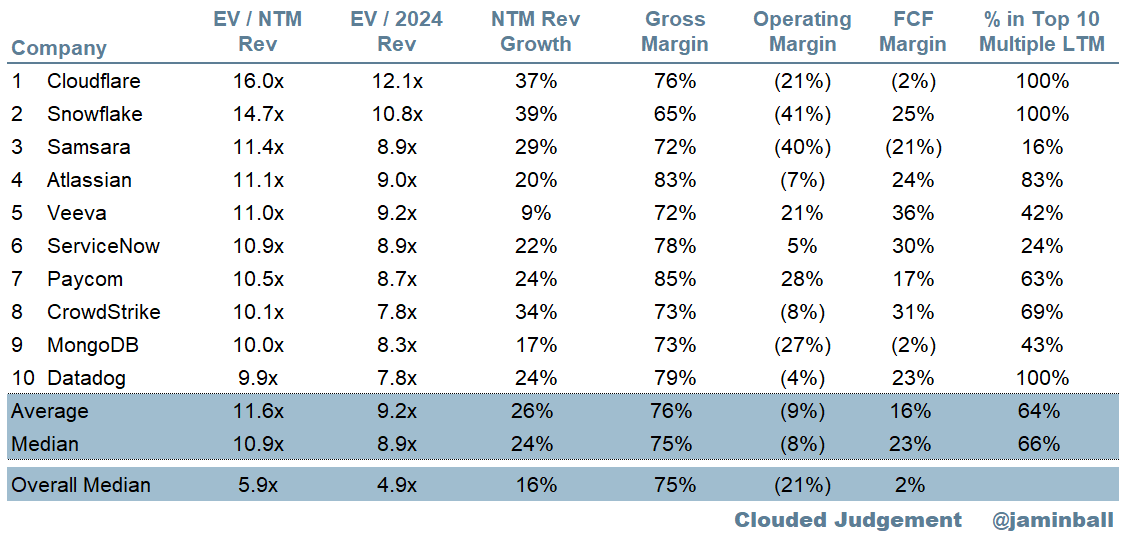 EV / NTM EV / 2024 NTM Rev Gross Operating FCF % in Top 10
Company Rev Rev Growth Margin Margin Margin Multiple LTM
1 Cloudflare 16.0x 12.1x 37% 76% (21%) (2%) 100%
2 Snowflake 14.7x 10.8x 39% 65% (41%) 25% 100%
3 Samsara 11.4x 8.9x 29% 72% (40%) (21%) 16%
4 Atlassian 11.1x 9.0x 20% 83% (7%) 24% 83%
5 Veeva 11.0x 9.2x 9% 72% 21% 36% 42%
6 ServiceNow 10.9x 8.9x 22% 78% 5% 30% 24%
7 Paycom 10.5x 8.7x 24% 85% 28% 17% 63%
8 CrowdStrike 10.1x 7.8x 34% 73% (8%) 31% 69%
9 MongoDB 10.0x 8.3x 17% 73% (27%) (2%) 43%
10 Datadog 9.9x 7.8x 24% 79% (4%) 23% 100%
Average 11.6x 9.2x 26% 76% (9%) 16% 64%
Median 10.9x 8.9x 24% 75% (8%) 23% 66%
Overall Median 5.9x 4.9x 16% 75% (21%) 2%
Clouded Judgement @jaminball